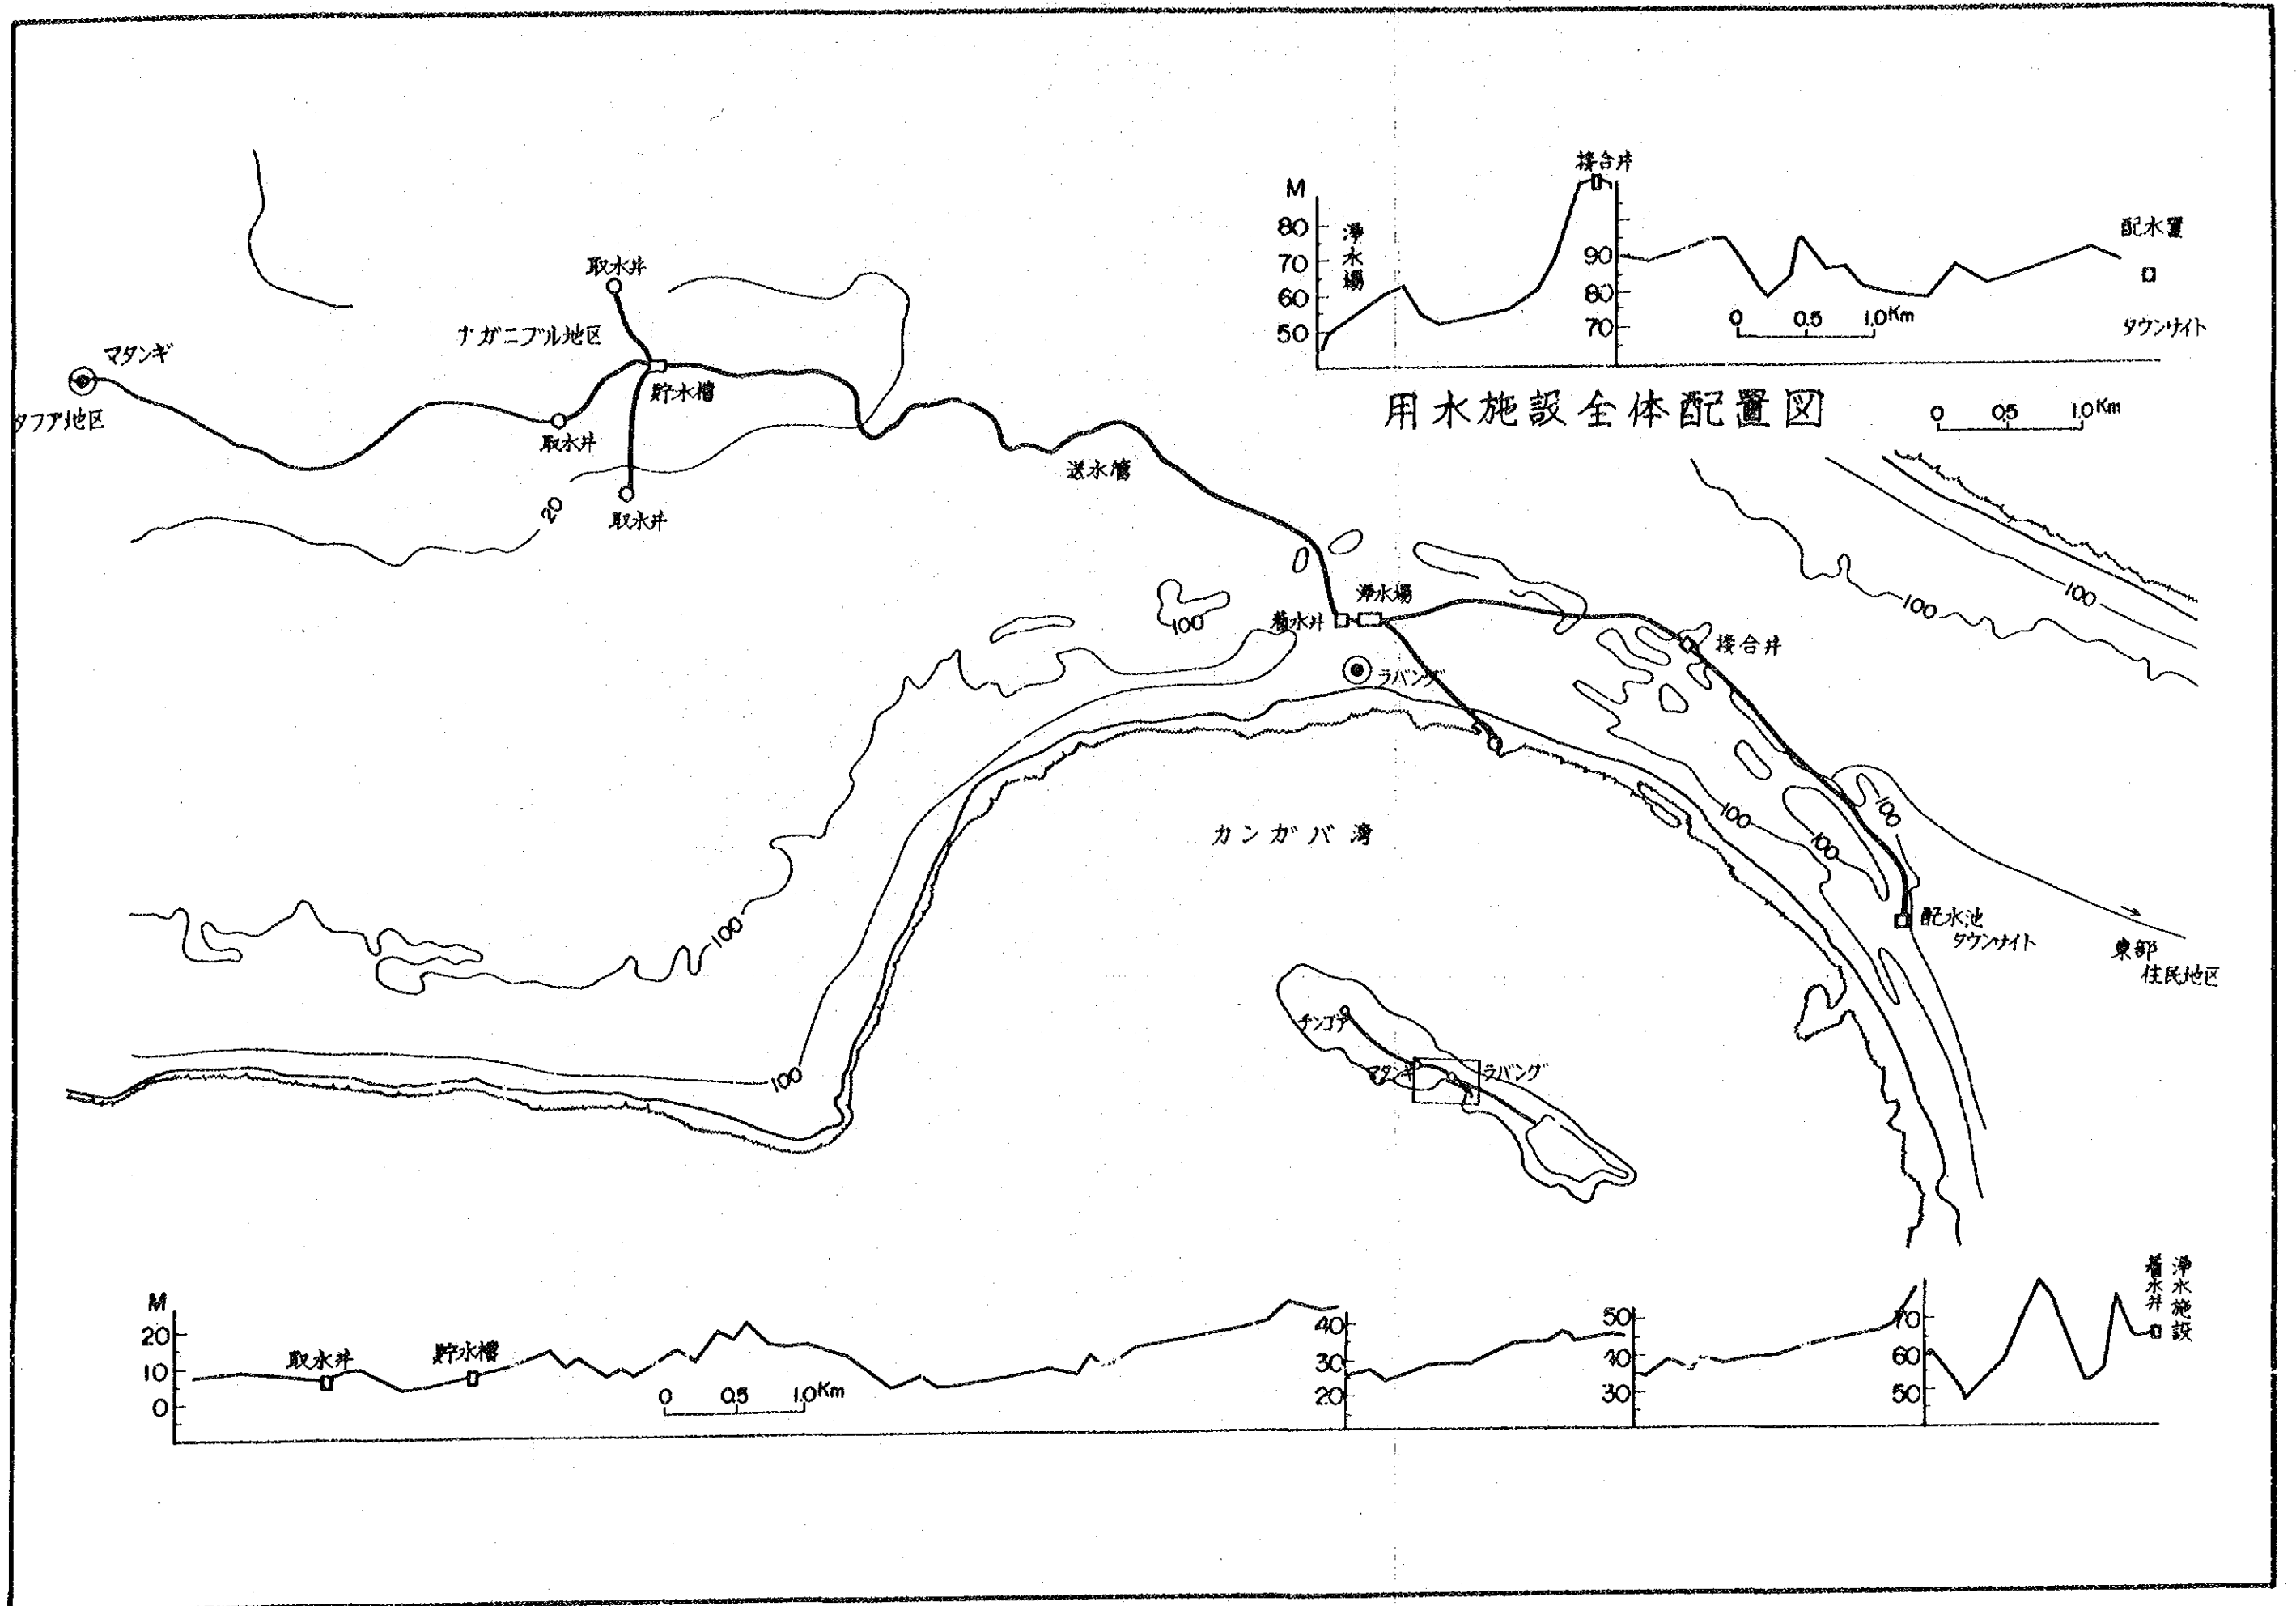 接合井
M
80
70
60
50
浄水場
90
80
70
0 0.5 1.0Km
配水置
タウンサイト
用水施設全体配置図
0 0.5 1.0Km
取水井
ナガニブル地区
マタンギ
タフア地区
貯水槽
取水井
取水井
20
送水管
100
100
浄水場
着水井
100
接合井
ラバング
カンガバ湾
100
100
100
100
100
配水池
タウンサイト
東部
住民地区
チンゴア
マタンギ
ラバング
M
20
10
0
取水井
貯水槽
0 0.5 1.0Km
40
30
20
50
40
30
70
60
50
着水井
浄水施設